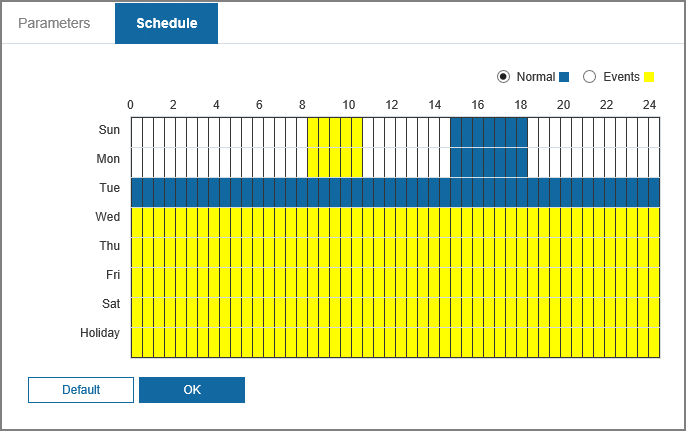 Parameters Schedule
Normal Events
0 2 4 6 8 10 12 14 16 18 20 22 24
Sun
Mon
Tue
Wed
Thu
Fri
Sat
Holiday
Default OK